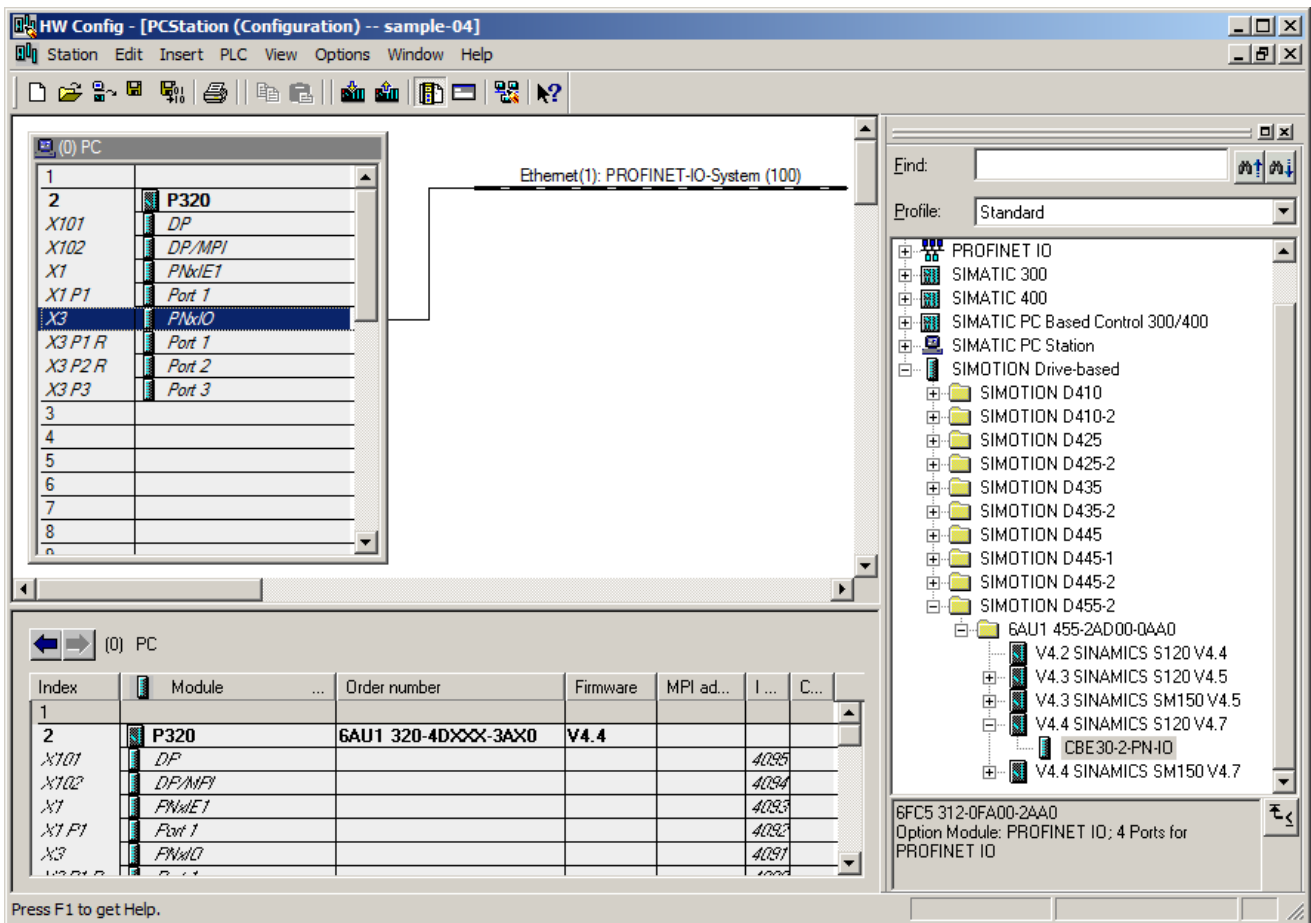 HW Config - [PCStation (Configuration) -- sample-04]
Station Edit Insert PLC View Options Window Help
(0) PC
1
2 P320
X101 DP
X102 DP/MPI
X1 PNxIE1
X1 P1 Port 1
X3 PNxIO
X3 P1 R Port 1
X3 P2 R Port 2
X3 P3 Port 3
3
4
5
6
7
8
9
Ethernet(1): PROFINET-IO-System (100)
(0) PC
Index Module ... Order number Firmware MPI ad... I ... C...
1
2 P320 6AU1 320-4DXXX-3AX0 V4.4
X101 DP 4095
X102 DP/MPI 4094
X1 PNxIE1 4093
X1 P1 Port 1 4092
X3 PNxIO 4091
Find:
Profile: Standard
PROFINET IO
SIMATIC 300
SIMATIC 400
SIMATIC PC Based Control 300/400
SIMATIC PC Station
SIMOTION Drive-based
SIMOTION D410
SIMOTION D410-2
SIMOTION D425
SIMOTION D425-2
SIMOTION D435
SIMOTION D435-2
SIMOTION D445
SIMOTION D445-1
SIMOTION D445-2
SIMOTION D455-2
6AU1 455-2AD00-0AA0
V4.2 SINAMICS S120 V4.4
V4.3 SINAMICS S120 V4.5
V4.3 SINAMICS SM150 V4.5
V4.4 SINAMICS S120 V4.7
CBE30-2-PN-IO
V4.4 SINAMICS SM150 V4.7
6FC5 312-0FA00-2AA0
Option Module: PROFINET IO; 4 Ports for
PROFINET IO
Press F1 to get Help.